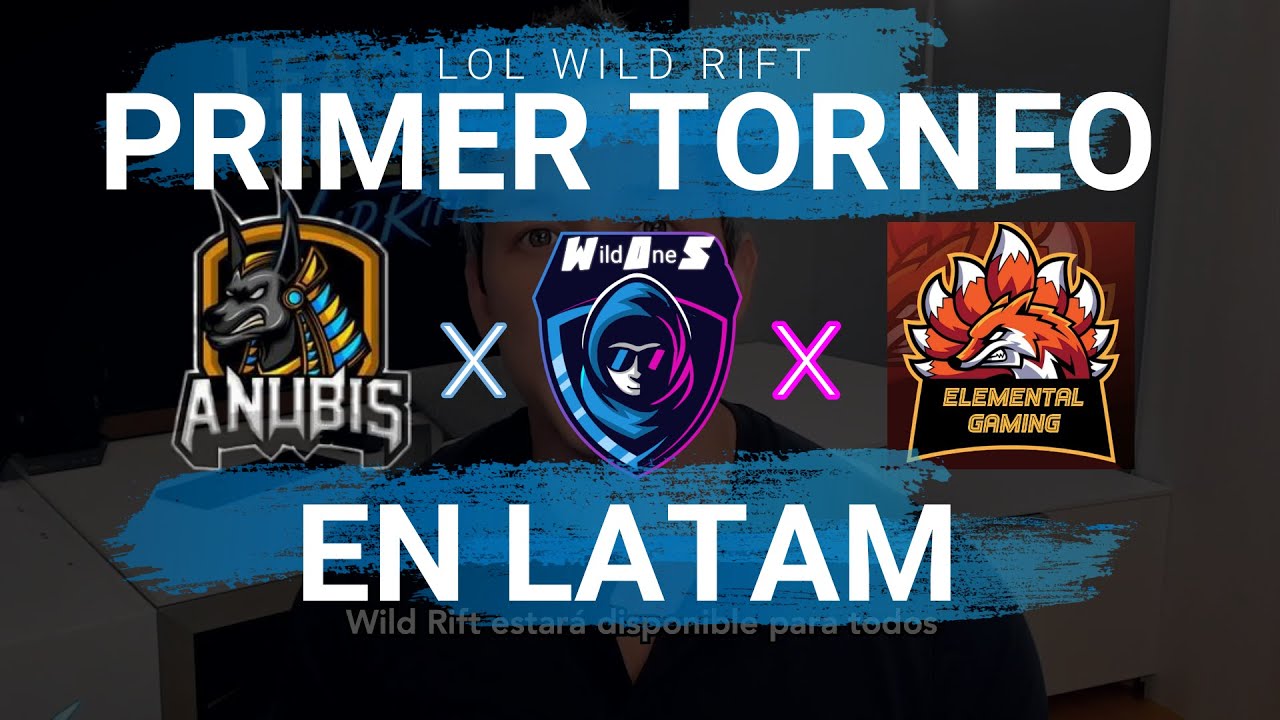 LOL WILD RIFT
PRIMER TORNEO
WildOneS
X
X
ANUBIS
ELEMENTAL
GAMING
EN LATAM
Wild Rift estará disponible para todos